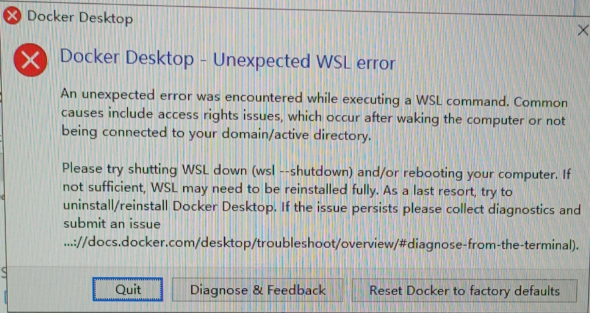 Docker Desktop
Docker Desktop - Unexpected WSL error
An unexpected error was encountered while executing a WSL command. Common
causes include access rights issues, which occur after waking the computer or not
being connected to your domain/active directory.
Please try shutting WSL down (wsl --shutdown) and/or rebooting your computer. If
not sufficient, WSL may need to be reinstalled fully. As a last resort, try to
uninstall/reinstall Docker Desktop. If the issue persists please collect diagnostics and
submit an issue
...://docs.docker.com/desktop/troubleshoot/overview/#diagnose-from-the-terminal).
Quit
Diagnose & Feedback
Reset Docker to factory defaults